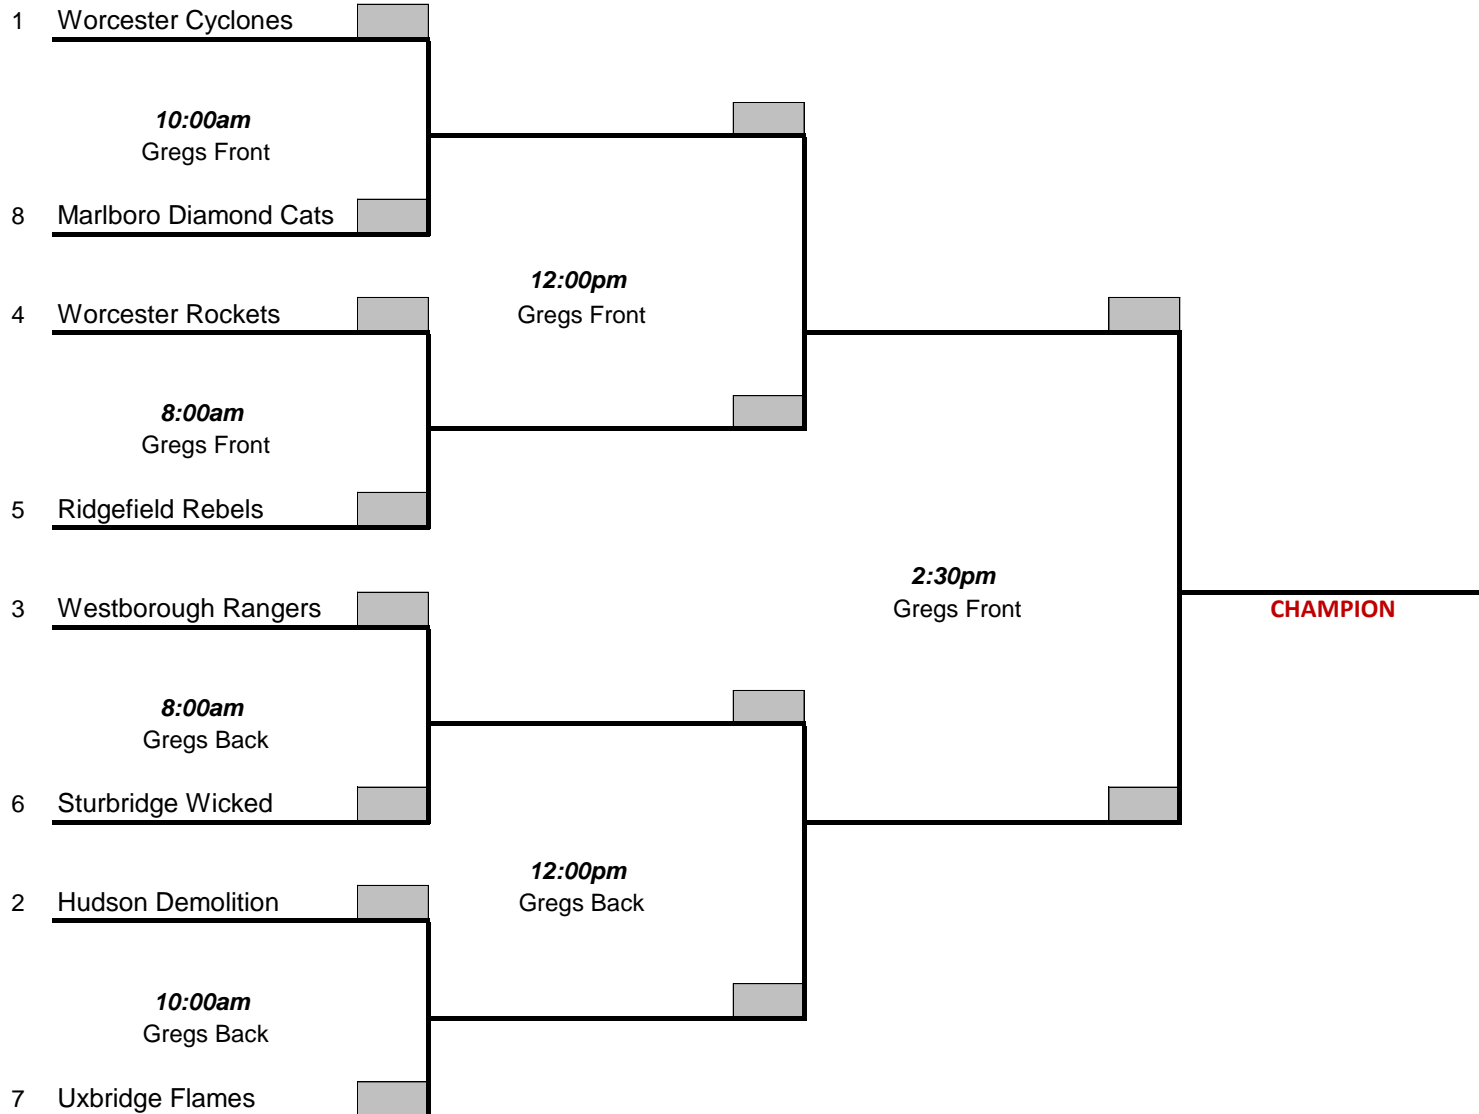 1 Worcester Cyclones
10:00am
Gregs Front
8 Marlboro Diamond Cats
12:00pm
Gregs Front
4 Worcester Rockets
8:00am
Gregs Front
5 Ridgefield Rebels
2:30pm
Gregs Front
CHAMPION
3 Westborough Rangers
8:00am
Gregs Back
6 Sturbridge Wicked
12:00pm
Gregs Back
2 Hudson Demolition
10:00am
Gregs Back
7 Uxbridge Flames